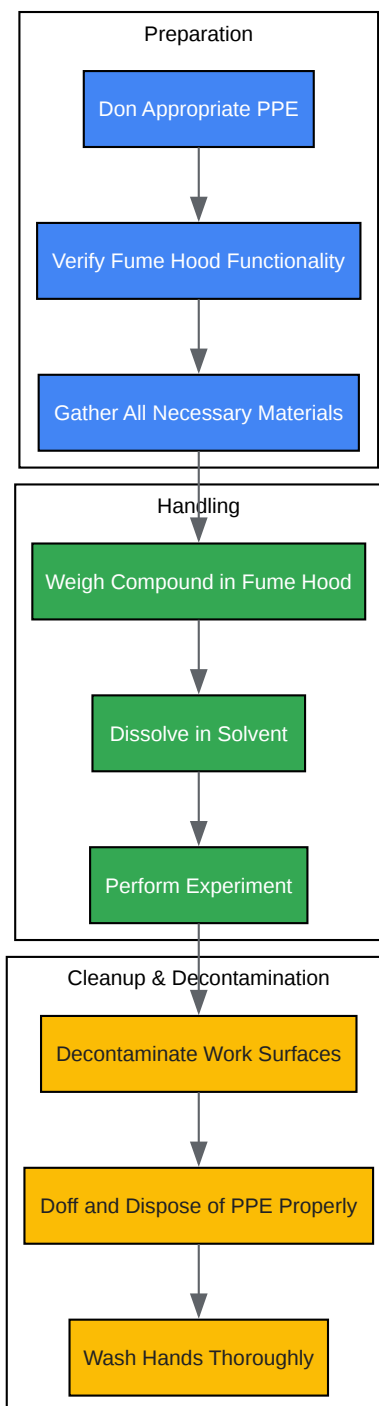 Preparation
Don Appropriate PPE
Verify Fume Hood Functionality
Gather All Necessary Materials
Handling
Weigh Compound in Fume Hood
Dissolve in Solvent
Perform Experiment
Cleanup & Decontamination
Decontaminate Work Surfaces
Doff and Dispose of PPE Properly
Wash Hands Thoroughly